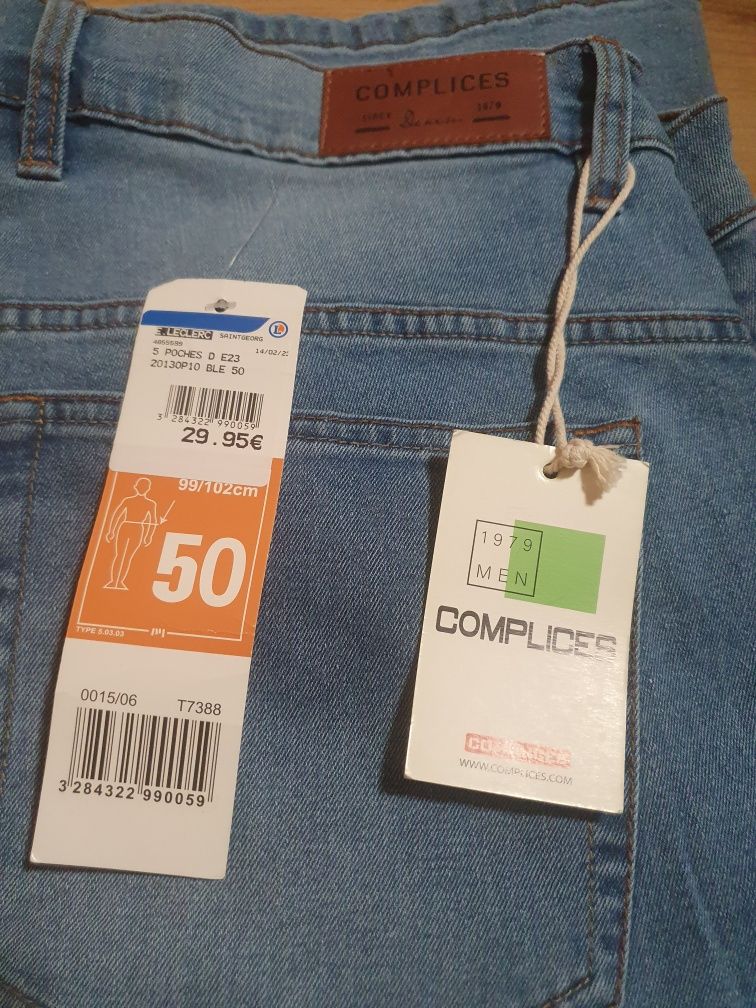 COMPLICES
SINCE Denim 1979
E.LECLERC SAINTGEORG
4655599 14/02/2
5 POCHES D E23
20130P10 BLE 50
3 284322 990059
29.95€
99/102cm
50
TYPE 5.03.03
0015/06 T7388
3 284322 990059
1979
MEN
COMPLICES
WWW.COMPLICES.COM